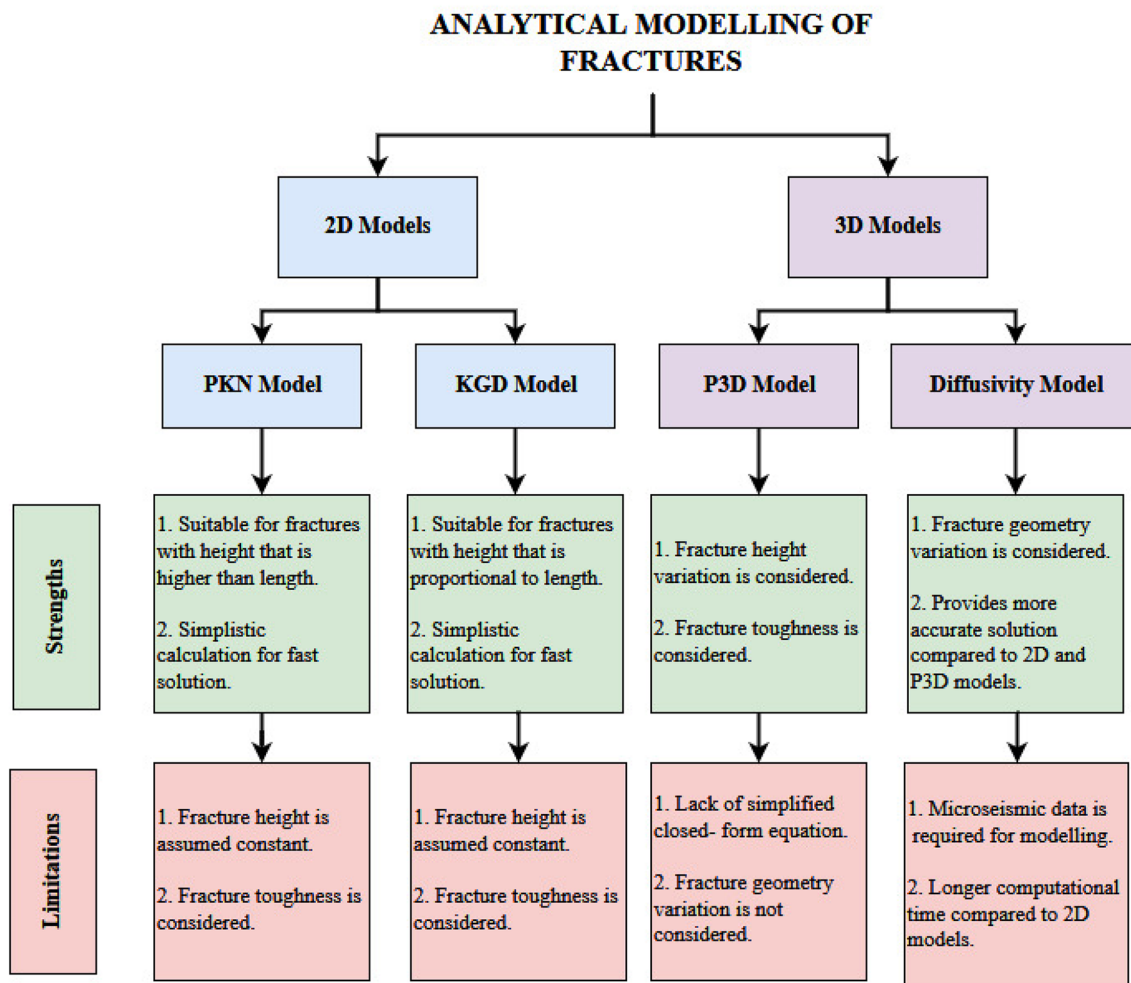 ANALYTICAL MODELLING OF
FRACTURES
2D Models
3D Models
PKN Model
KGD Model
P3D Model
Diffusivity Model
Strengths
1. Suitable for fractures
with height that is
higher than length.
2. Simplistic
calculation for fast
solution.
1. Suitable for fractures
with height that is
proportional to length.
2. Simplistic
calculation for fast
solution.
1. Fracture height
variation is considered.
2. Fracture toughness is
considered.
1. Fracture geometry
variation is considered.
2. Provides more
accurate solution
compared to 2D and
P3D models.
Limitations
1. Fracture height is
assumed constant.
2. Fracture toughness is
considered.
1. Fracture height is
assumed constant.
2. Fracture toughness is
considered.
1. Lack of simplified
closed- form equation.
2. Fracture geometry
variation is not
considered.
1. Microseismic data is
required for modelling.
2. Longer computational
time compared to 2D
models.